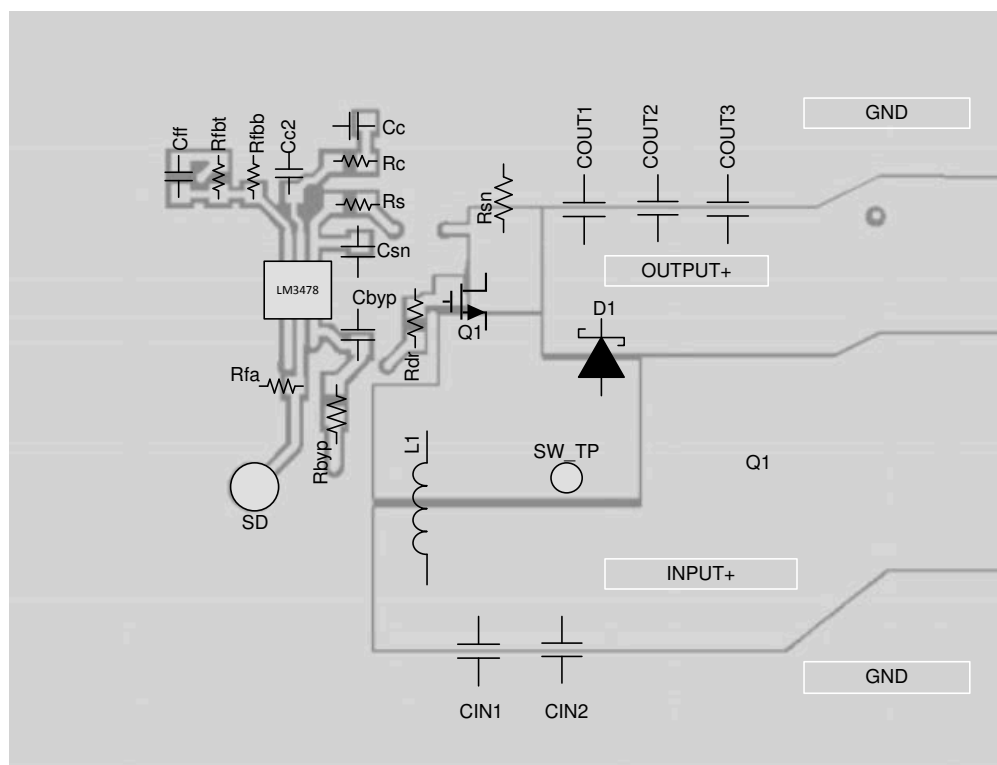 GND
COUT1
COUT2
COUT3
Cff
Rfbt
Rfbb
Cc2
Cc
Rc
Rs
Rsn
Csn
OUTPUT+
LM3478
Cbyp
D1
Q1
Rdr
Rfa
Rbyp
L1
SW_TP
Q1
SD
INPUT+
GND
CIN1
CIN2